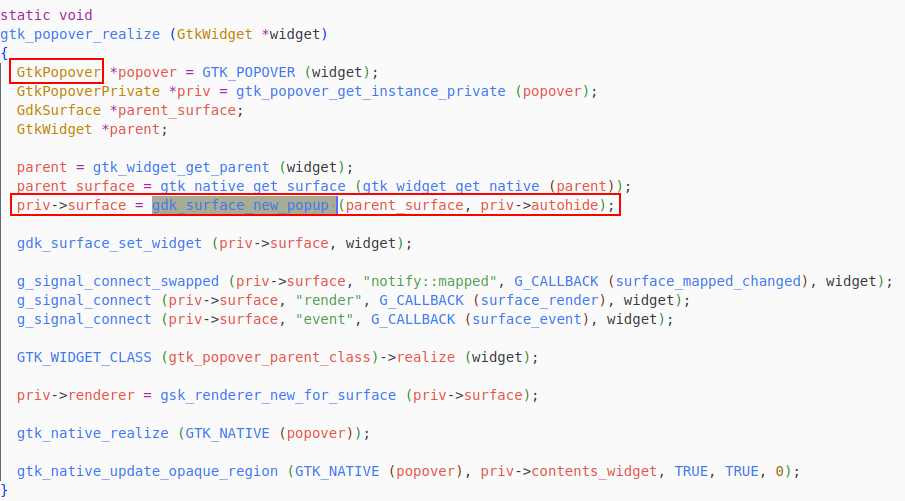 static void
gtk_popover_realize (GtkWidget *widget)
{
  GtkPopover *popover = GTK_POPOVER (widget);
  GtkPopoverPrivate *priv = gtk_popover_get_instance_private (popover);
  GdkSurface *parent_surface;
  GtkWidget *parent;

  parent = gtk_widget_get_parent (widget);
  parent_surface = gtk_native_get_surface (gtk_widget_get_native (parent));
  priv->surface = gdk_surface_new_popup (parent_surface, priv->autohide);

  gdk_surface_set_widget (priv->surface, widget);

  g_signal_connect_swapped (priv->surface, "notify::mapped", G_CALLBACK (surface_mapped_changed), widget);
  g_signal_connect (priv->surface, "render", G_CALLBACK (surface_render), widget);
  g_signal_connect (priv->surface, "event", G_CALLBACK (surface_event), widget);

  GTK_WIDGET_CLASS (gtk_popover_parent_class)->realize (widget);

  priv->renderer = gsk_renderer_new_for_surface (priv->surface);

  gtk_native_realize (GTK_NATIVE (popover));

  gtk_native_update_opaque_region (GTK_NATIVE (popover), priv->contents_widget, TRUE, TRUE, 0);
}